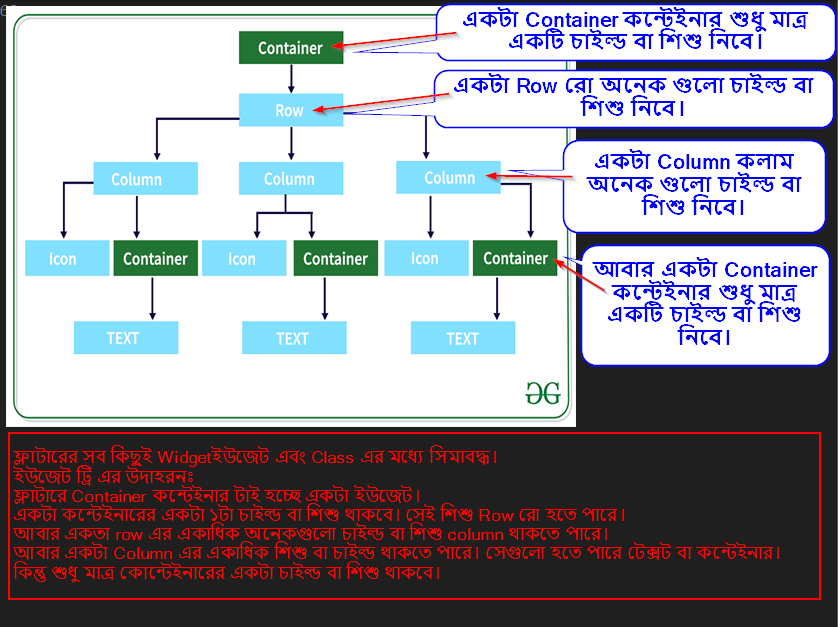 একটা Container কন্টেইনার শুধু মাত্র
একটি চাইল্ড বা শিশু নিবে।
Container
একটা Row রো অনেক গুলো চাইল্ড বা
শিশু নিবে।
Row
একটা Column কলাম
অনেক গুলো চাইল্ড বা
শিশু নিবে।
Column Column Column
Icon Container Icon Container Icon Container
আবার একটা Container
কন্টেইনার শুধু মাত্র
একটি চাইল্ড বা শিশু
নিবে।
TEXT TEXT TEXT
ফ্লাটারের সব কিছুই Widgetইউজেট এবং Class এর মধ্যে সিমাবদ্ধ।
ইউজেট ট্রি এর উদাহরনঃ
ফ্লাটারে Container কন্টেইনার টাই হচ্ছে একটা ইউজেট।
একটা কন্টেইনারের একটা ১টা চাইল্ড বা শিশু থাকবে। সেই শিশু Row রো হতে পারে।
আবার একতা row এর একাধিক অনেকগুলো চাইল্ড বা শিশু column থাকতে পারে।
আবার একটা Column এর একাধিক শিশু বা চাইল্ড থাকতে পারে। সেগুলো হতে পারে টেক্সট বা কন্টেইনার।
কিন্তু শুধু মাত্র কোন্টেইনারের একটা চাইল্ড বা শিশু থাকবে।